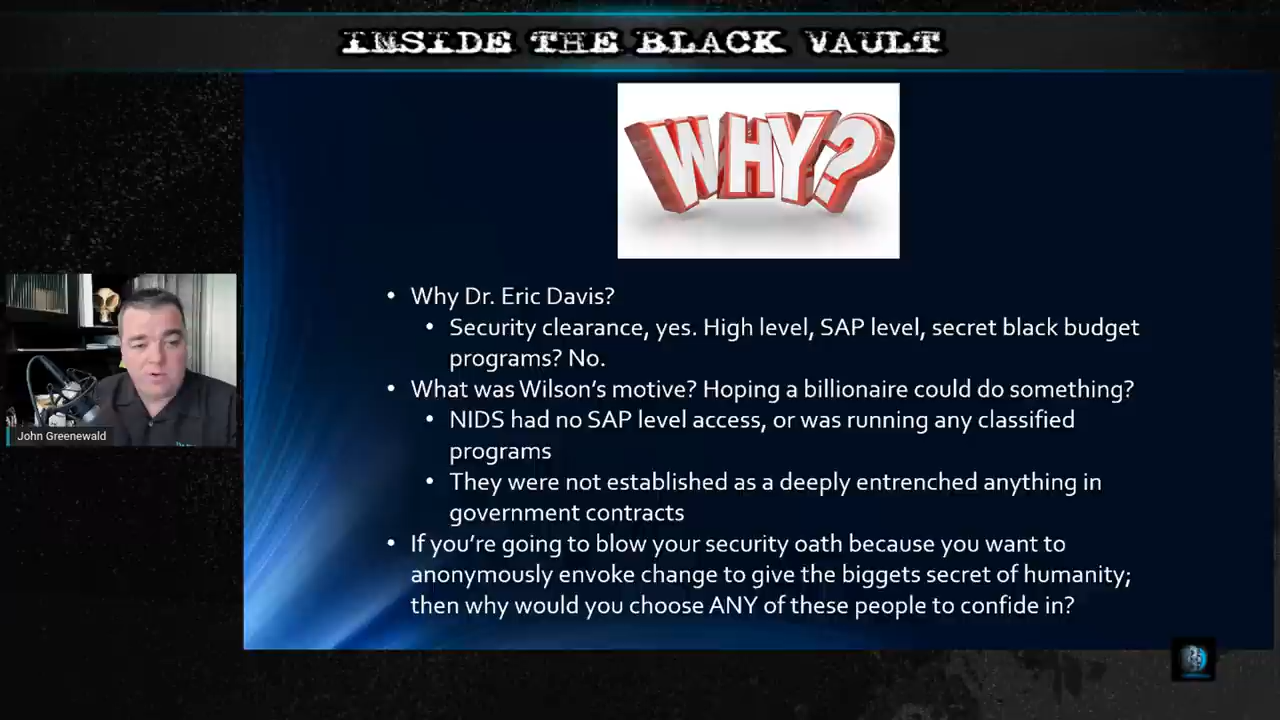 INSIDE THE BLACK VAULT
WHY?
• Why Dr. Eric Davis?
• Security clearance, yes. High level, SAP level, secret black budget
programs? No.
• What was Wilson's motive? Hoping a billionaire could do something?
• NIDS had no SAP level access, or was running any classified
programs
• They were not established as a deeply entrenched anything in
government contracts
• If you're going to blow your security oath because you want to
anonymously envoke change to give the biggets secret of humanity;
then why would you choose ANY of these people to confide in?
John Greenewald